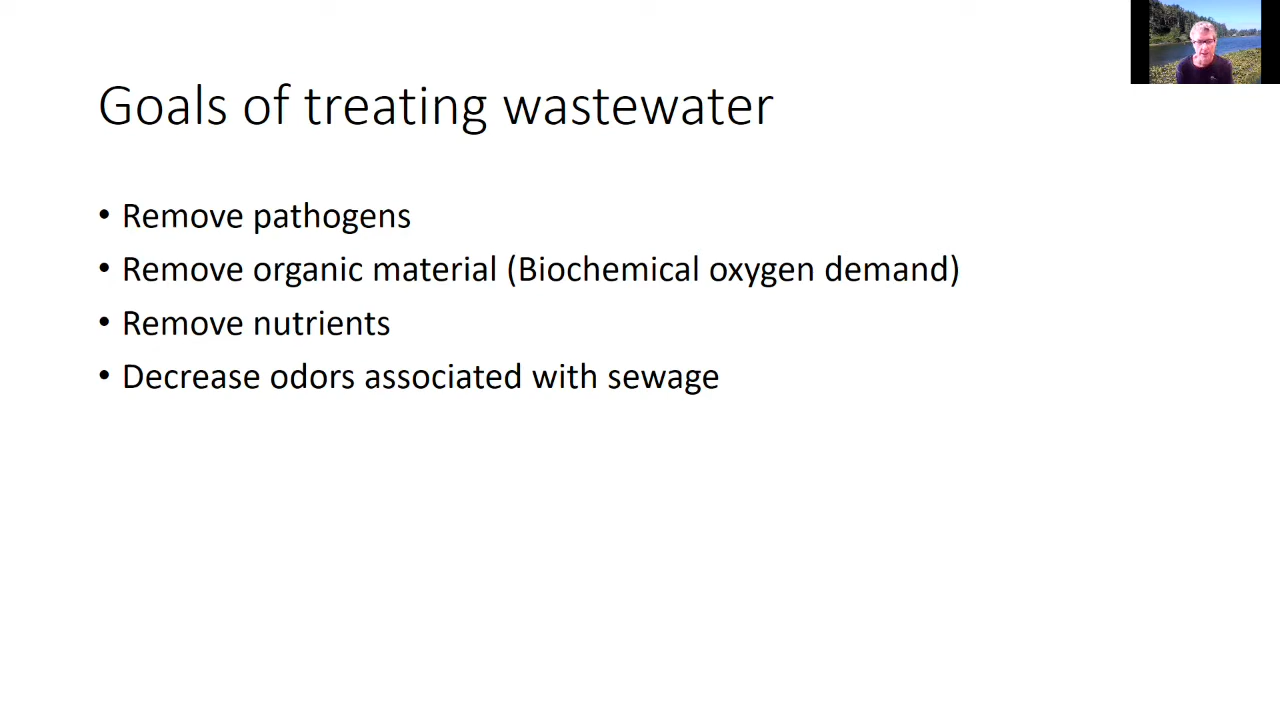 Goals of treating wastewater
• Remove pathogens
• Remove organic material (Biochemical oxygen demand)
• Remove nutrients
• Decrease odors associated with sewage